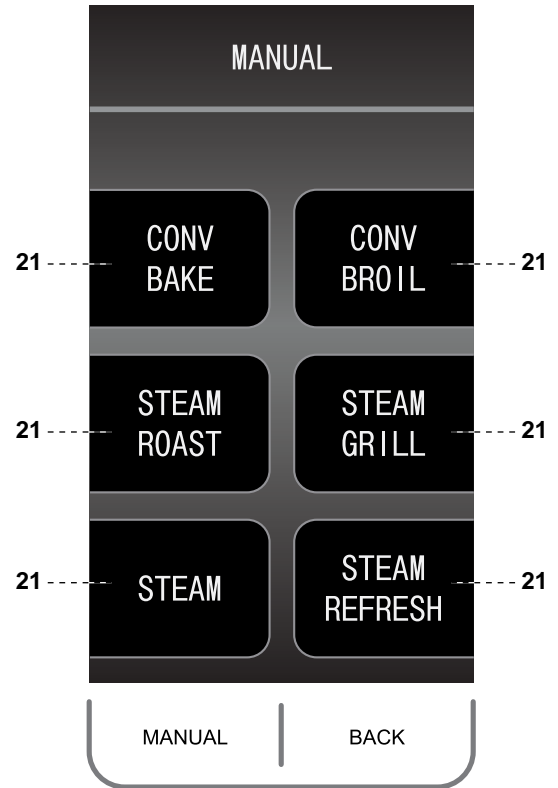 MANUAL
21 CONV BAKE
CONV BROIL 21
21 STEAM ROAST
STEAM GRILL 21
21 STEAM
STEAM REFRESH 21
MANUAL
BACK